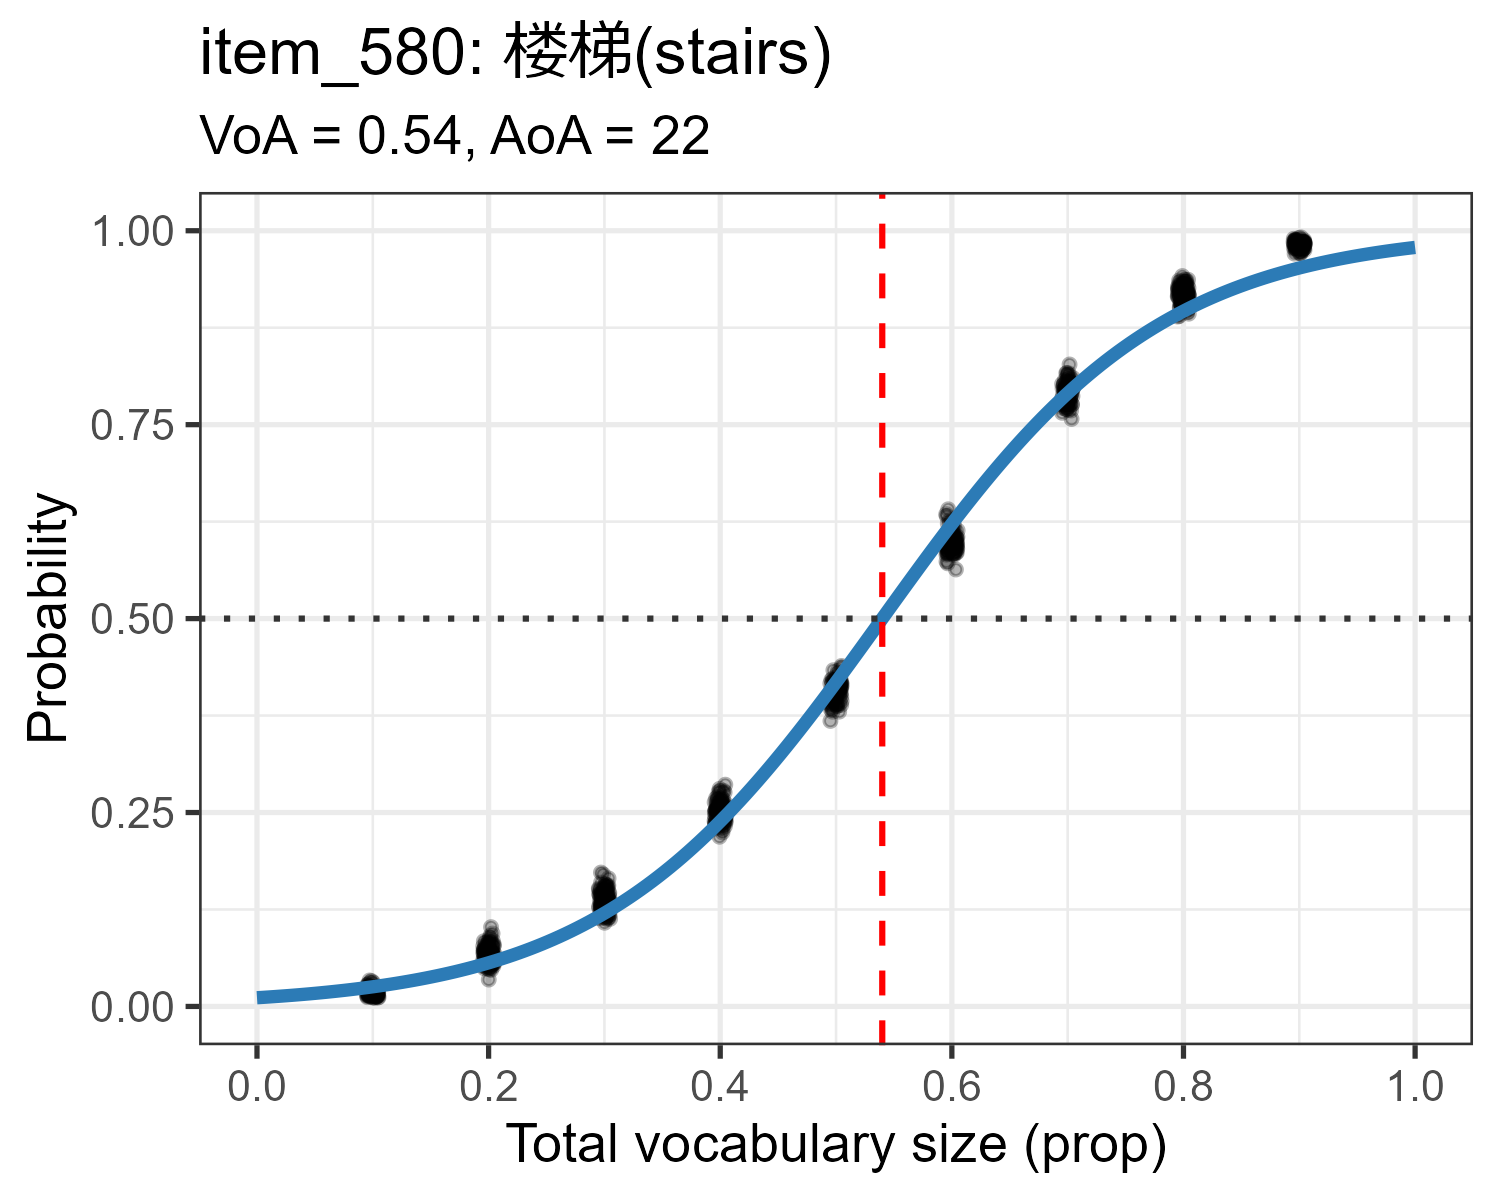 item_580: 楼梯(stairs)
VoA = 0.54, AoA = 22
1.00
0.75
0.50
0.25
0.00
Probability
0.0 0.2 0.4 0.6 0.8 1.0
Total vocabulary size (prop)